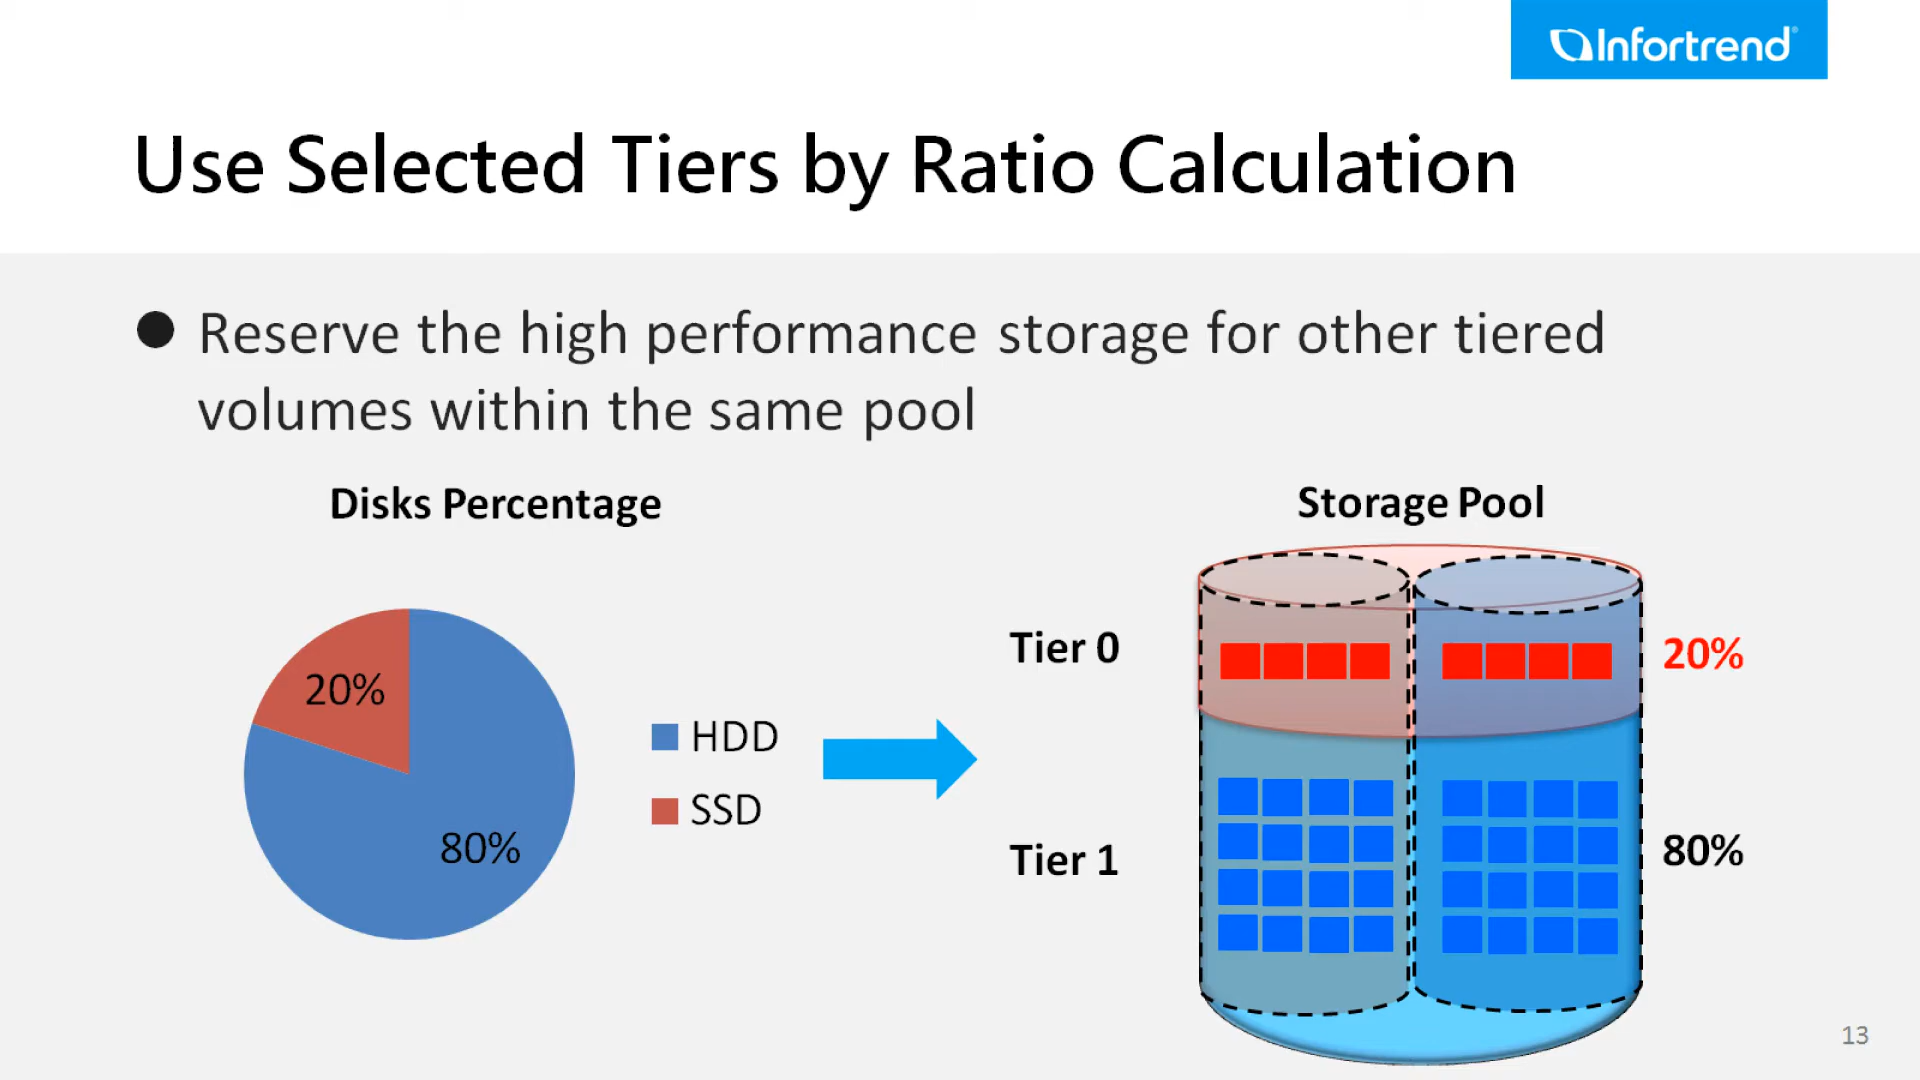 Infortrend®
Use Selected Tiers by Ratio Calculation
● Reserve the high performance storage for other tiered
volumes within the same pool
Disks Percentage
20%
80%
HDD
SSD
Storage Pool
Tier 0
20%
Tier 1
80%
13